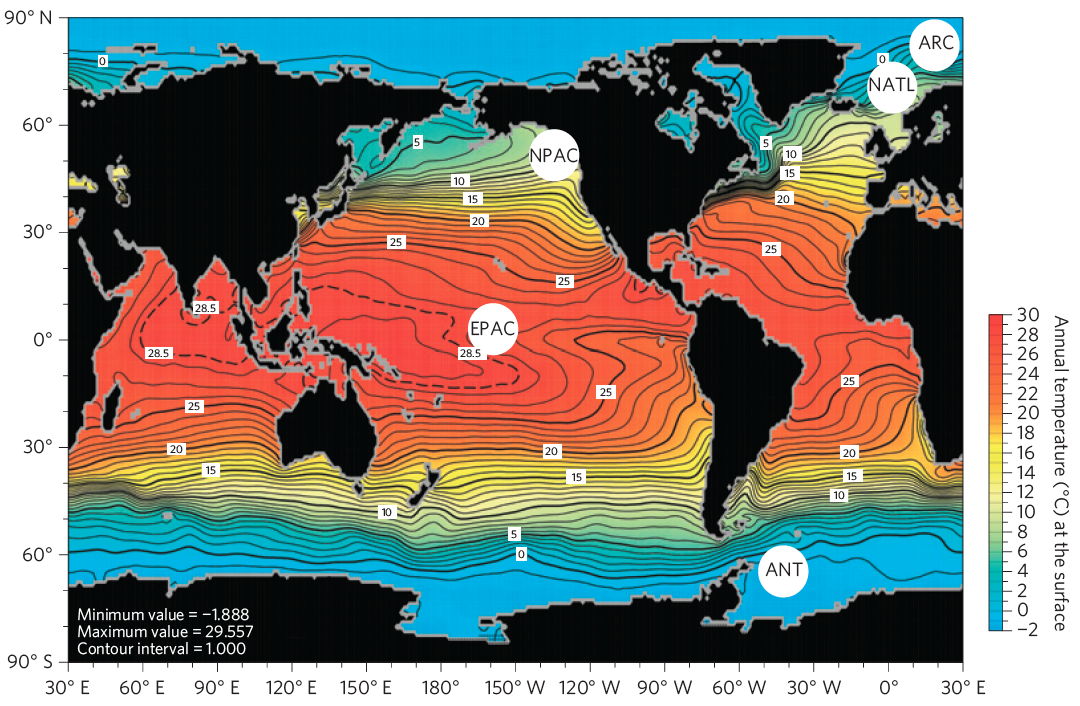 90° N
60°
30°
0°
30°
60°
90° S
30° E
60° E
90° E
120° E
150° E
180°
150° W
120° W
90° W
60° W
30° W
0°
30° E
ARC
NATL
NPAC
EPAC
ANT
0
0
5
5
10
10
15
15
20
20
25
25
25
28.5
28.5
28.5
25
25
25
20
20
20
15
15
15
10
10
5
0
Minimum value = −1.888
Maximum value = 29.557
Contour interval = 1.000
30
28
26
24
22
20
18
16
14
12
10
8
6
4
2
0
−2
Annual temperature (°C) at the surface